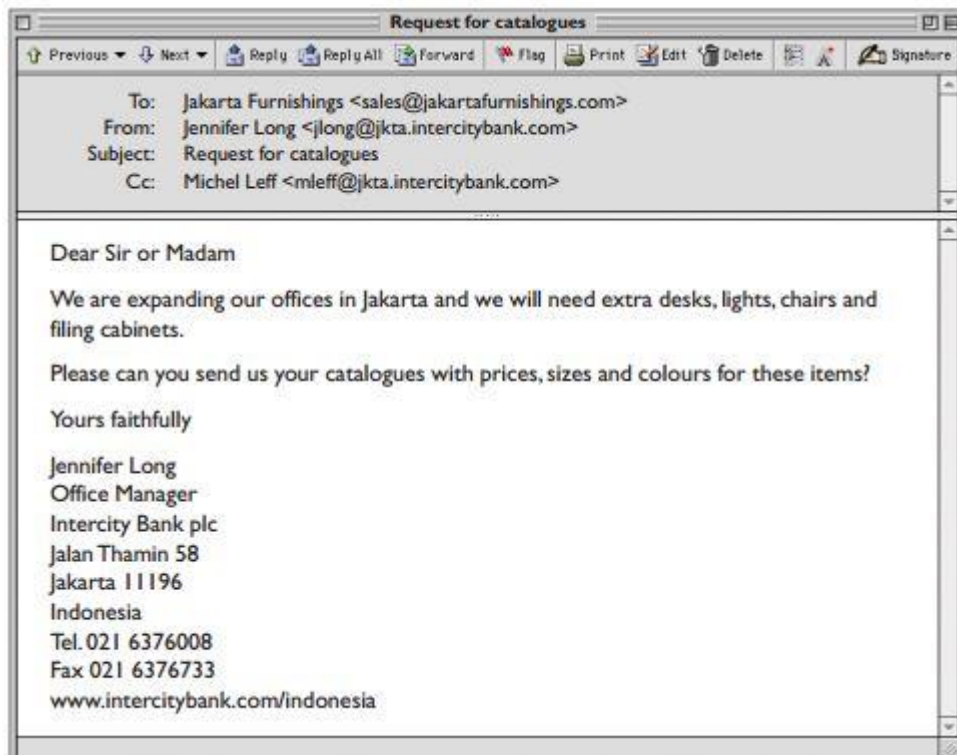 Request for catalogues
Previous Next Reply Reply All Forward Flag Print Edit Delete Signature
To: Jakarta Furnishings <sales@jakartafurnishings.com>
From: Jennifer Long <jlong@jkta.intercitybank.com>
Subject: Request for catalogues
Cc: Michel Leff <mleff@jkta.intercitybank.com>
Dear Sir or Madam
We are expanding our offices in Jakarta and we will need extra desks, lights, chairs and
filing cabinets.
Please can you send us your catalogues with prices, sizes and colours for these items?
Yours faithfully
Jennifer Long
Office Manager
Intercity Bank plc
Jalan Thamin 58
Jakarta 11196
Indonesia
Tel. 021 6376008
Fax 021 6376733
www.intercitybank.com/indonesia